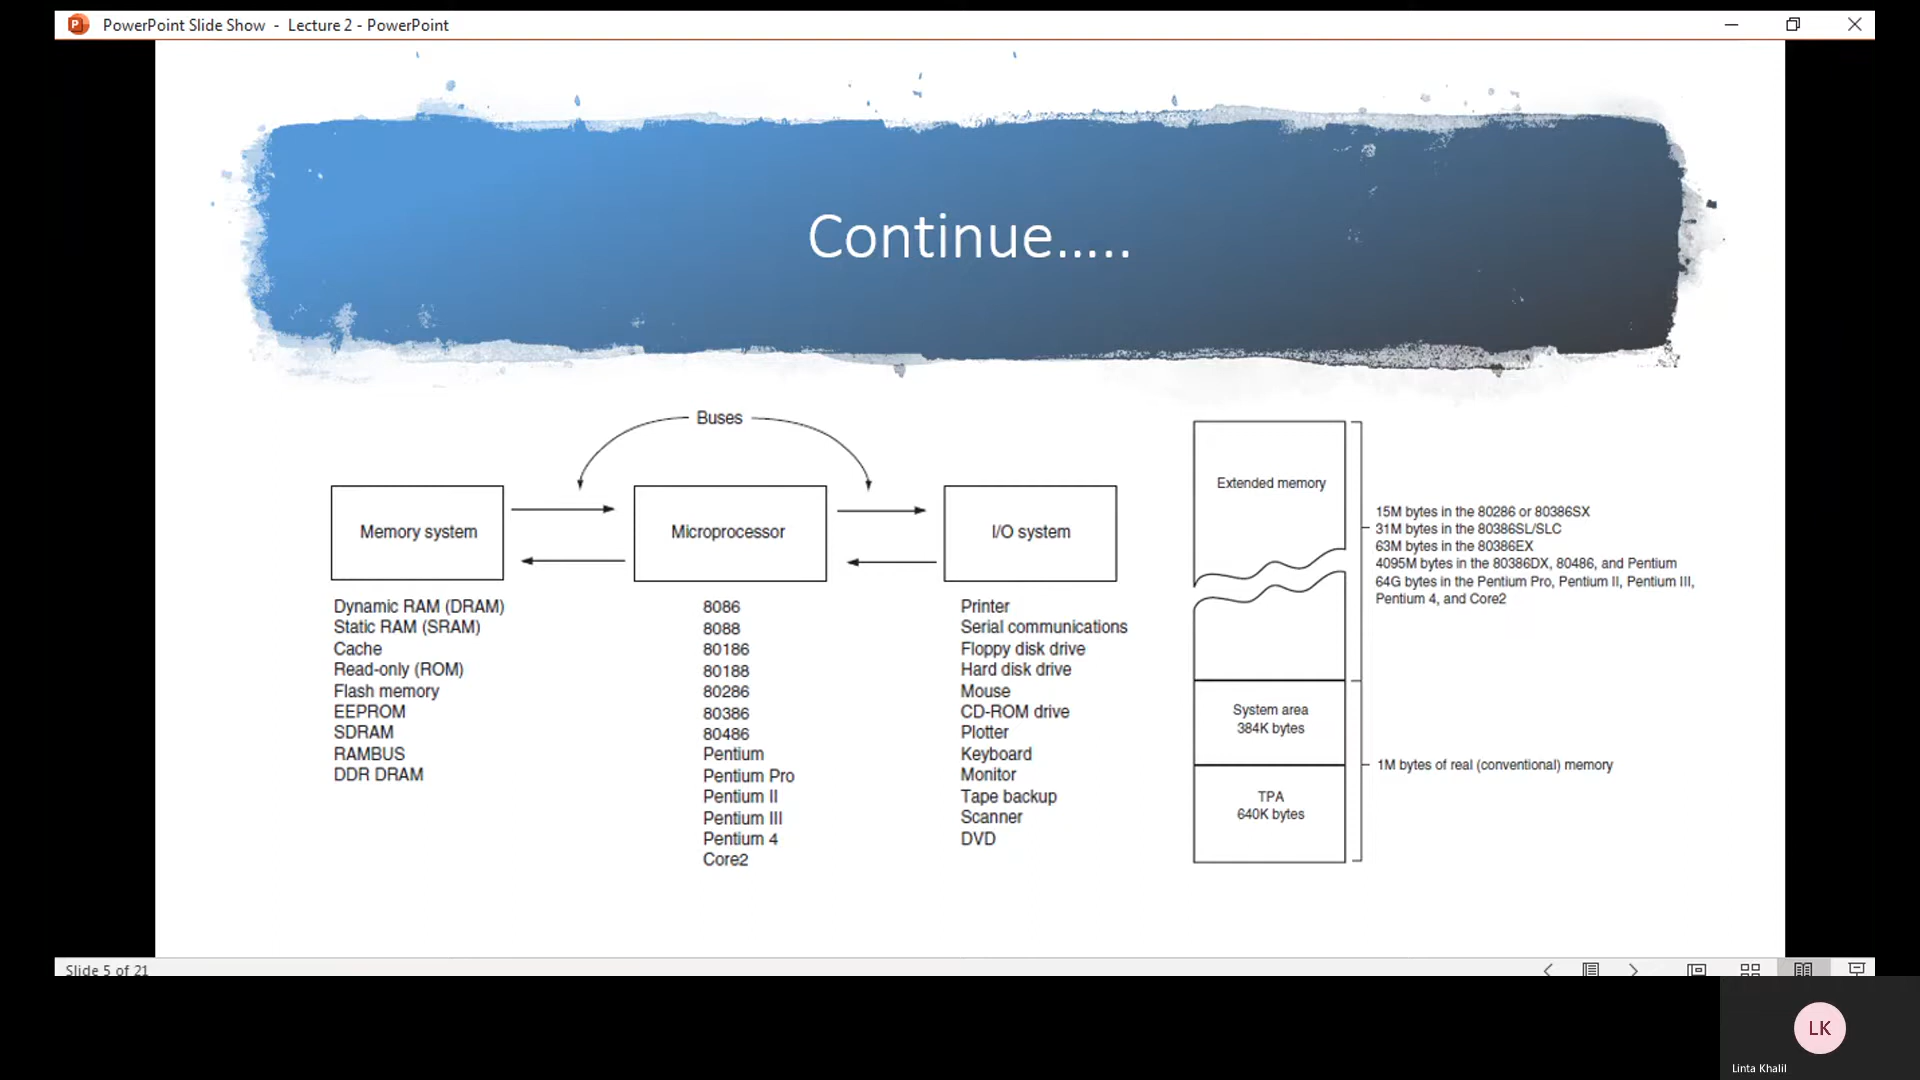 PowerPoint Slide Show - Lecture 2 - PowerPoint
Continue.....
Buses
Memory system
Microprocessor
I/O system
Dynamic RAM (DRAM)
Static RAM (SRAM)
Cache
Read-only (ROM)
Flash memory
EEPROM
SDRAM
RAMBUS
DDR DRAM
8086
8088
80186
80188
80286
80386
80486
Pentium
Pentium Pro
Pentium II
Pentium III
Pentium 4
Core2
Printer
Serial communications
Floppy disk drive
Hard disk drive
Mouse
CD-ROM drive
Plotter
Keyboard
Monitor
Tape backup
Scanner
DVD
Extended memory
15M bytes in the 80286 or 80386SX
31M bytes in the 80386SL/SLC
63M bytes in the 80386EX
4095M bytes in the 80386DX, 80486, and Pentium
64G bytes in the Pentium Pro, Pentium II, Pentium III,
Pentium 4, and Core2
System area
384K bytes
TPA
640K bytes
1M bytes of real (conventional) memory
Slide 5 of 21
LK
Linta Khalil